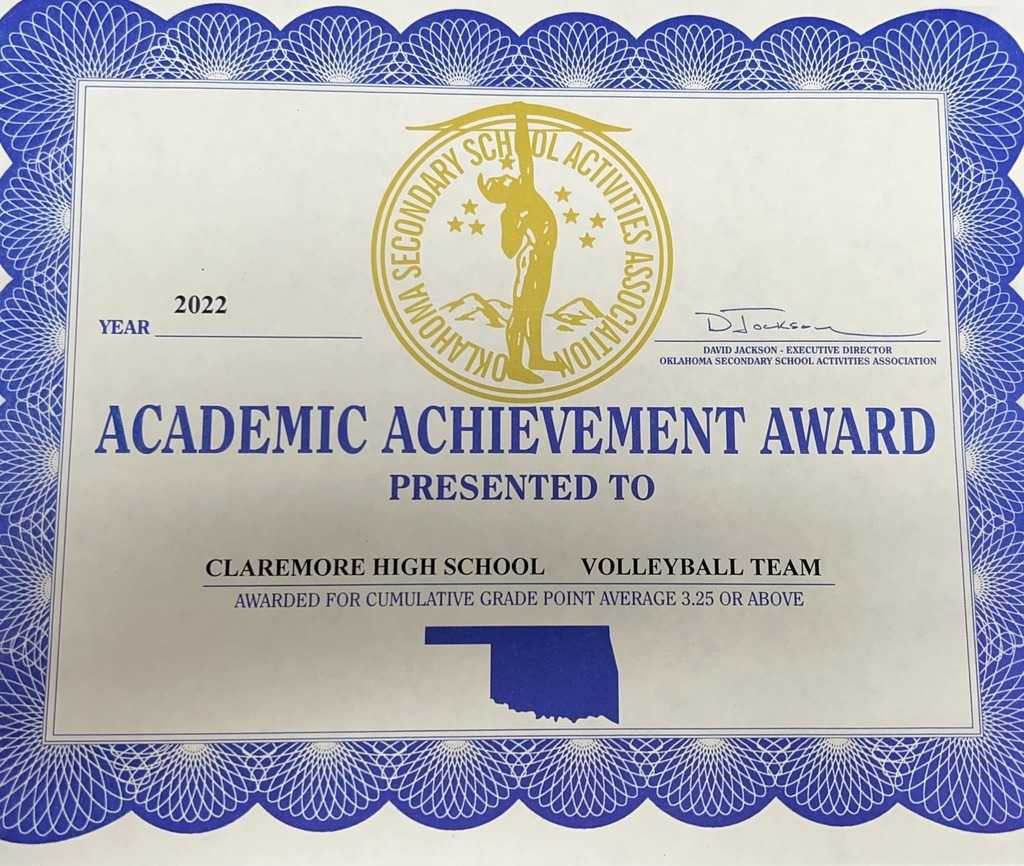 OKLAHOMA SECONDARY SCHOOL ACTIVITIES ASSOCIATION
2022
YEAR
D Jackson
DAVID JACKSON - EXECUTIVE DIRECTOR
OKLAHOMA SECONDARY SCHOOL ACTIVITIES ASSOCIATION
ACADEMIC ACHIEVEMENT AWARD
PRESENTED TO
CLAREMORE HIGH SCHOOL VOLLEYBALL TEAM
AWARDED FOR CUMULATIVE GRADE POINT AVERAGE 3.25 OR ABOVE